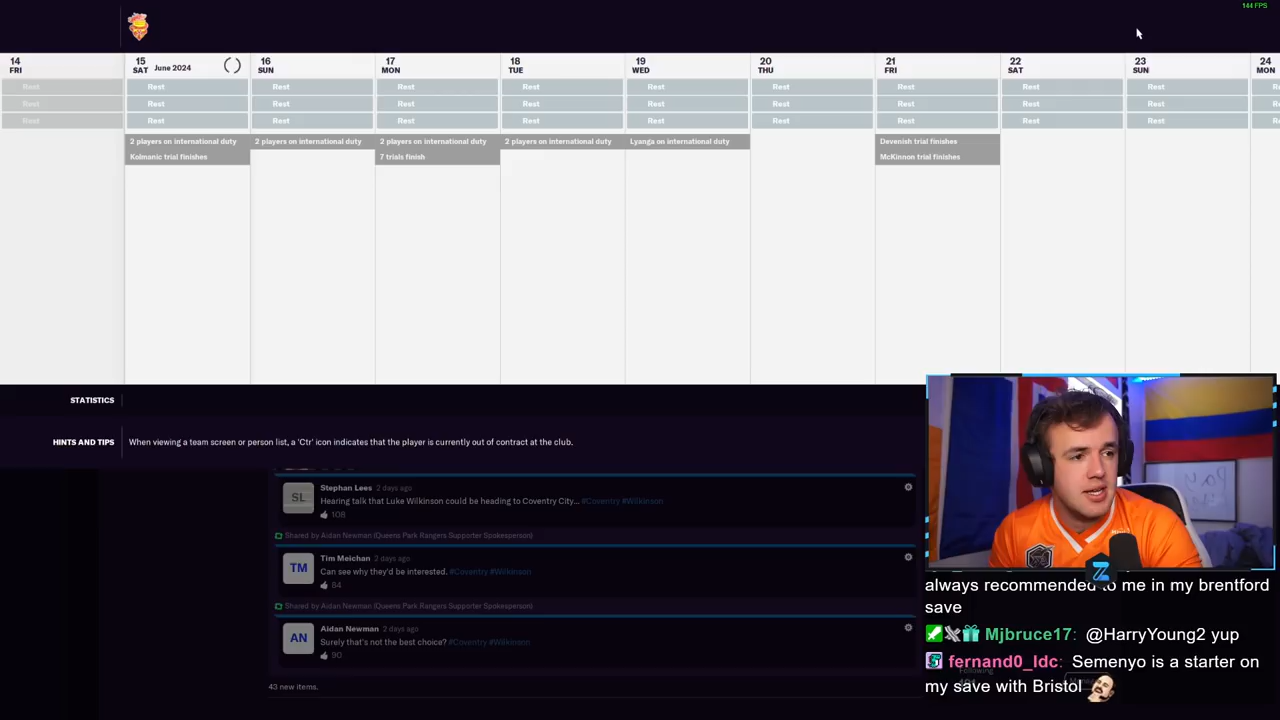 144 FPS
14 FRI
15 SAT June 2024
16 SUN
17 MON
18 TUE
19 WED
20 THU
21 FRI
22 SAT
23 SUN
24 MON
Rest Rest Rest Rest Rest Rest Rest Rest Rest Rest
Rest Rest Rest Rest Rest Rest Rest Rest Rest Rest
Rest Rest Rest Rest Rest Rest Rest Rest Rest Rest
2 players on international duty
Kolmanic trial finishes
2 players on international duty
2 players on international duty
7 trials finish
2 players on international duty
Lyanga on international duty
Devenish trial finishes
McKinnon trial finishes
STATISTICS
HINTS AND TIPS When viewing a team screen or person list, a 'Ctr' icon indicates that the player is currently out of contract at the club.
SL Stephan Lees 2 days ago
Hearing talk that Luke Wilkinson could be heading to Coventry City... #Coventry #Wilkinson
108
Shared by Aidan Newman (Queens Park Rangers Supporter Spokesperson)
TM Tim Meichan 2 days ago
Can see why they'd be interested. #Coventry #Wilkinson
84
Shared by Aidan Newman (Queens Park Rangers Supporter Spokesperson)
AN Aidan Newman 2 days ago
Surely that's not the best choice? #Coventry #Wilkinson
90
43 new items.
always recommended to me in my brentford
save
Mjbruce17: @HarryYoung2 yup
fernand0_ldc: Semenyo is a starter on
my save with Bristol